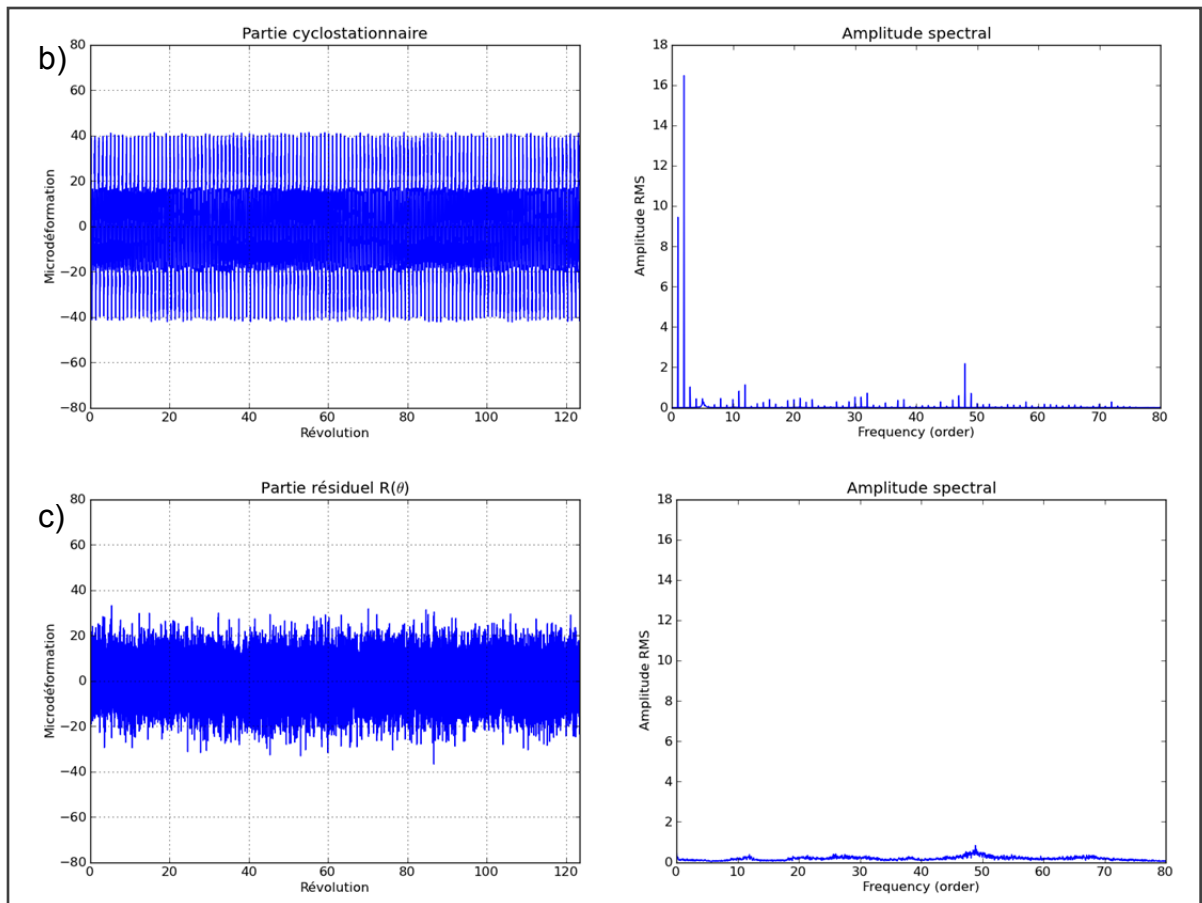 b)
Partie cyclostationnaire
80
60
40
20
0
−20
−40
−60
−80
Microdéformation
0 20 40 60 80 100 120
Révolution
Amplitude spectral
18
16
14
12
10
8
6
4
2
0
Amplitude RMS
0 10 20 30 40 50 60 70 80
Frequency (order)
c)
Partie résiduel R(θ)
80
60
40
20
0
−20
−40
−60
−80
Microdéformation
0 20 40 60 80 100 120
Révolution
Amplitude spectral
18
16
14
12
10
8
6
4
2
0
Amplitude RMS
0 10 20 30 40 50 60 70 80
Frequency (order)